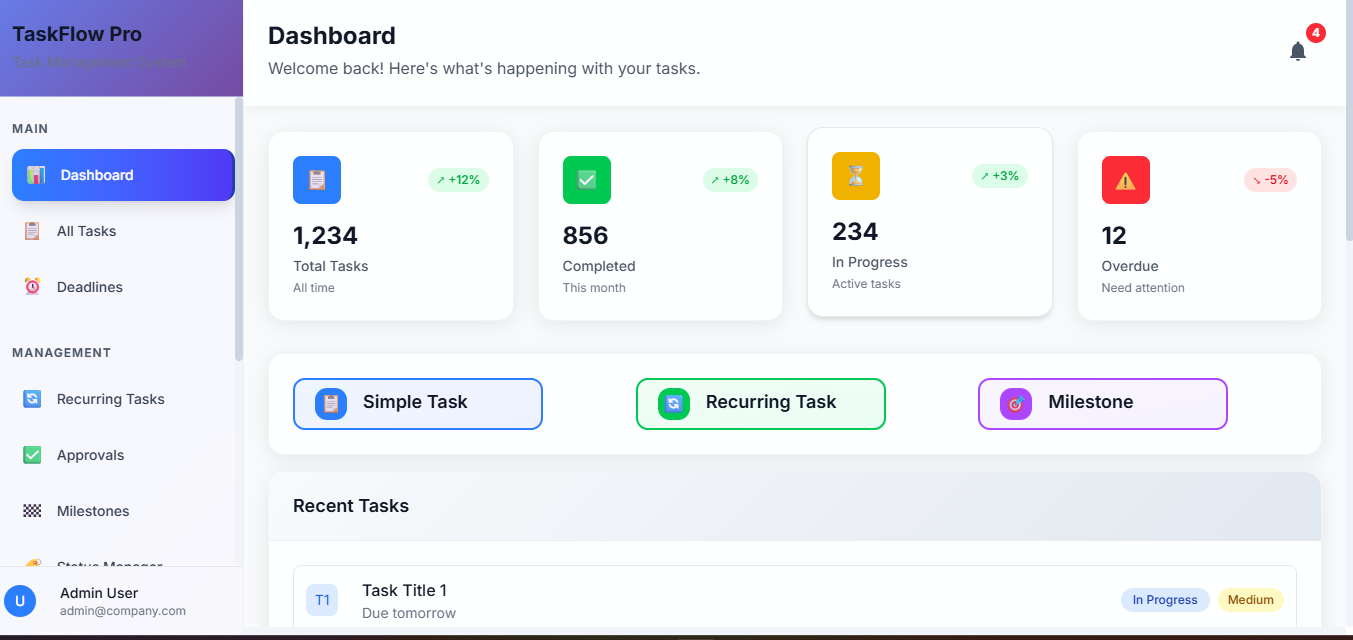 TaskFlow Pro
Task Management System
MAIN
Dashboard
All Tasks
Deadlines
MANAGEMENT
Recurring Tasks
Approvals
Milestones
Status Manager
U
Admin User
admin@company.com
Dashboard
Welcome back! Here's what's happening with your tasks.
4
↗ +12%
1,234
Total Tasks
All time
↗ +8%
856
Completed
This month
↗ +3%
234
In Progress
Active tasks
↘ -5%
12
Overdue
Need attention
Simple Task
Recurring Task
Milestone
Recent Tasks
T1
Task Title 1
Due tomorrow
In Progress
Medium